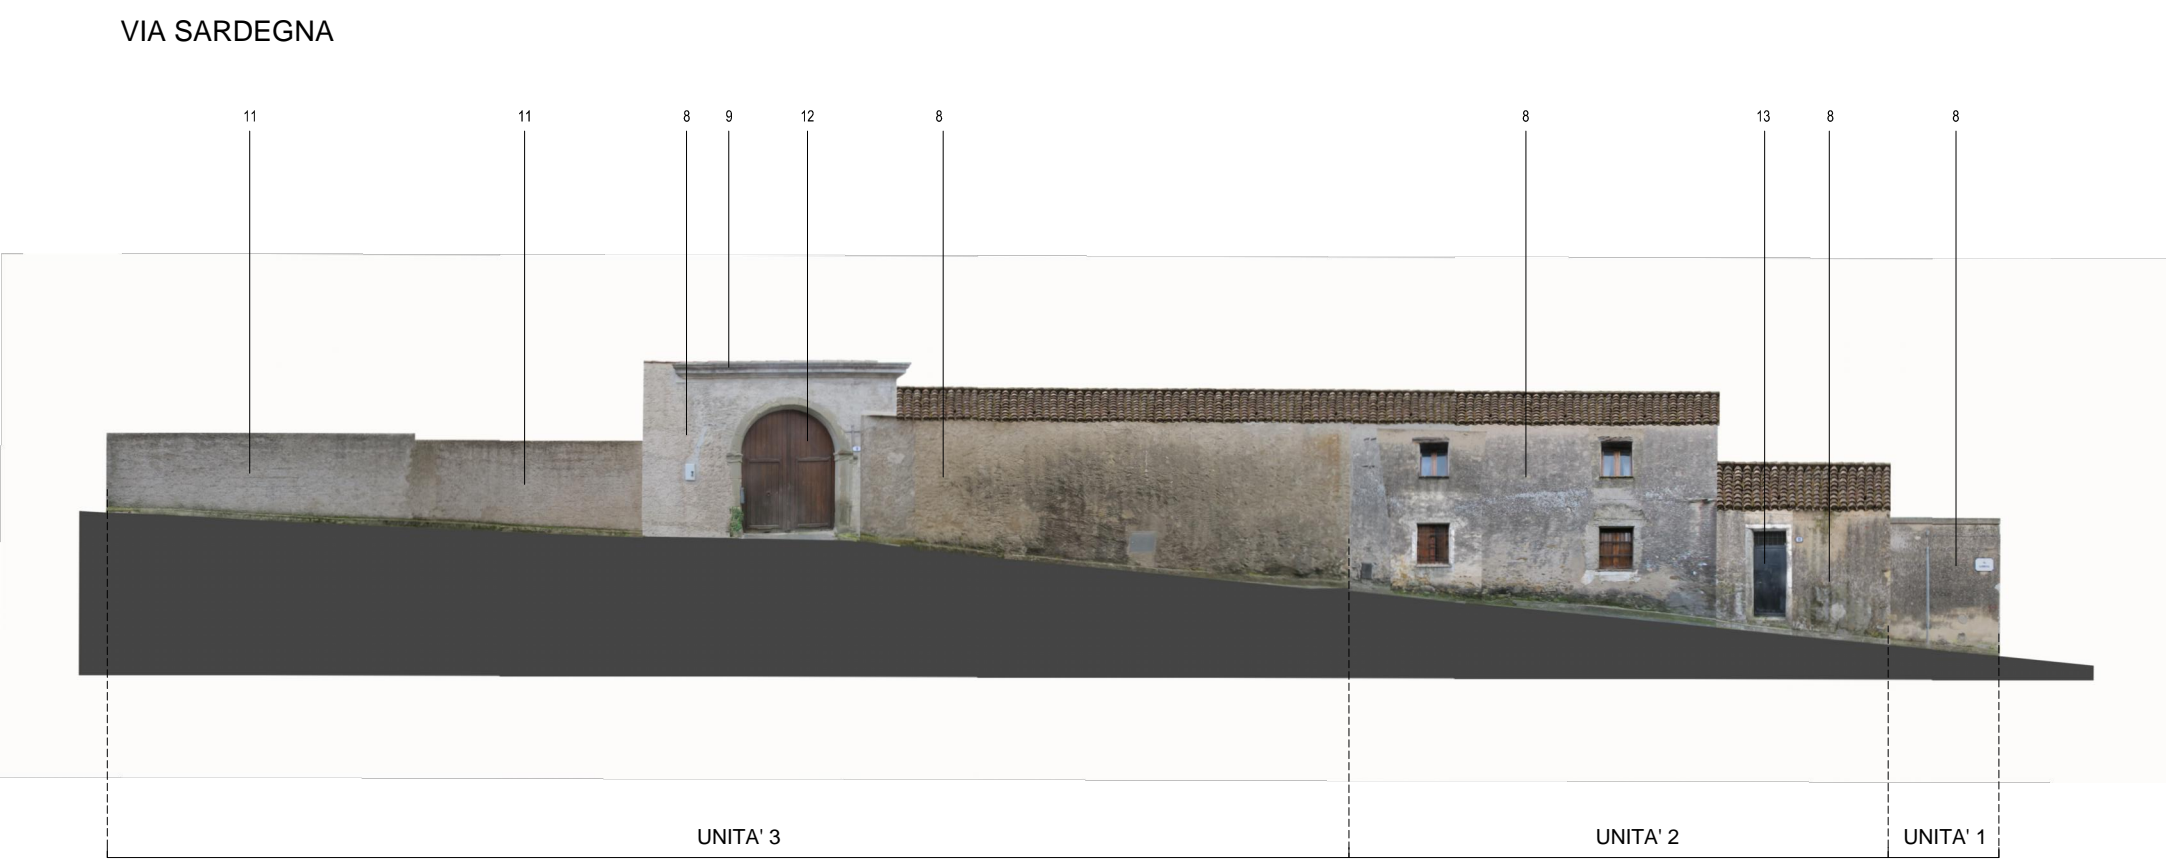 VIA SARDEGNA
11 11 8 9 12 8 8 13 8 8
UNITA' 3 UNITA' 2 UNITA' 1